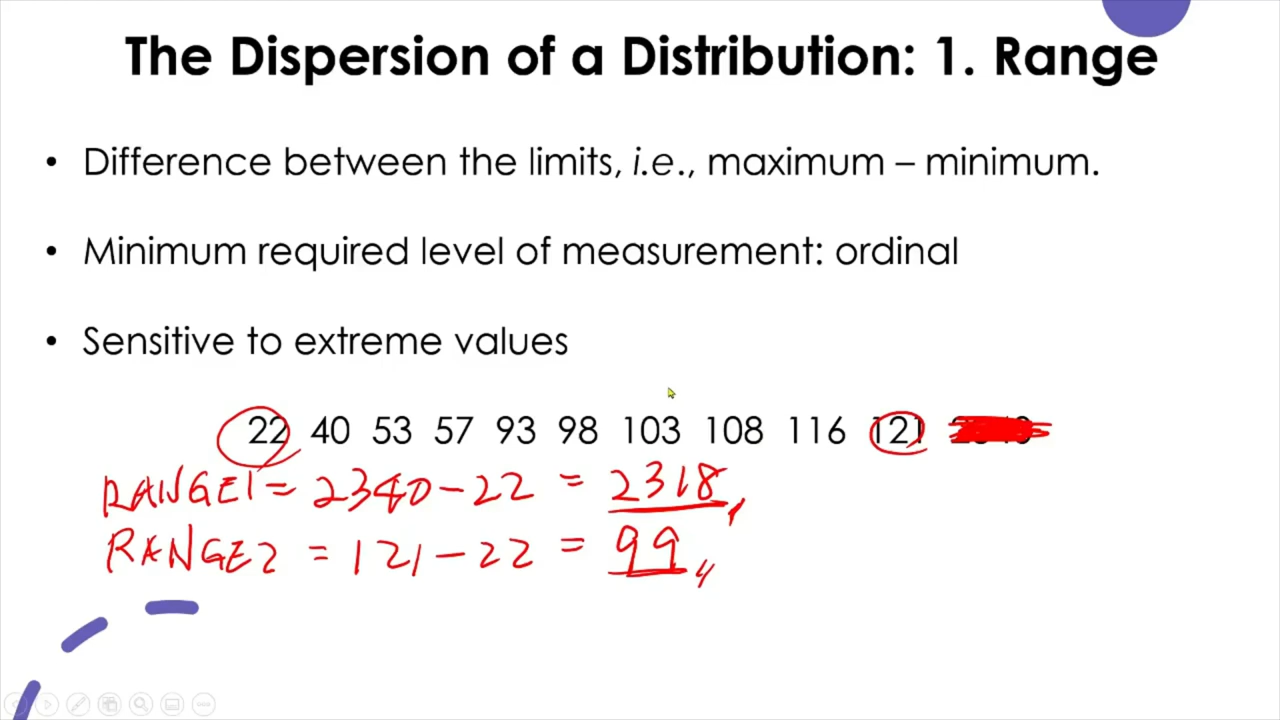 The Dispersion of a Distribution: 1. Range
• Difference between the limits, i.e., maximum – minimum.
• Minimum required level of measurement: ordinal
• Sensitive to extreme values
22 40 53 57 93 98 103 108 116 121
RANGE1 = 2340 - 22 = 2318
RANGE2 = 121 - 22 = 99